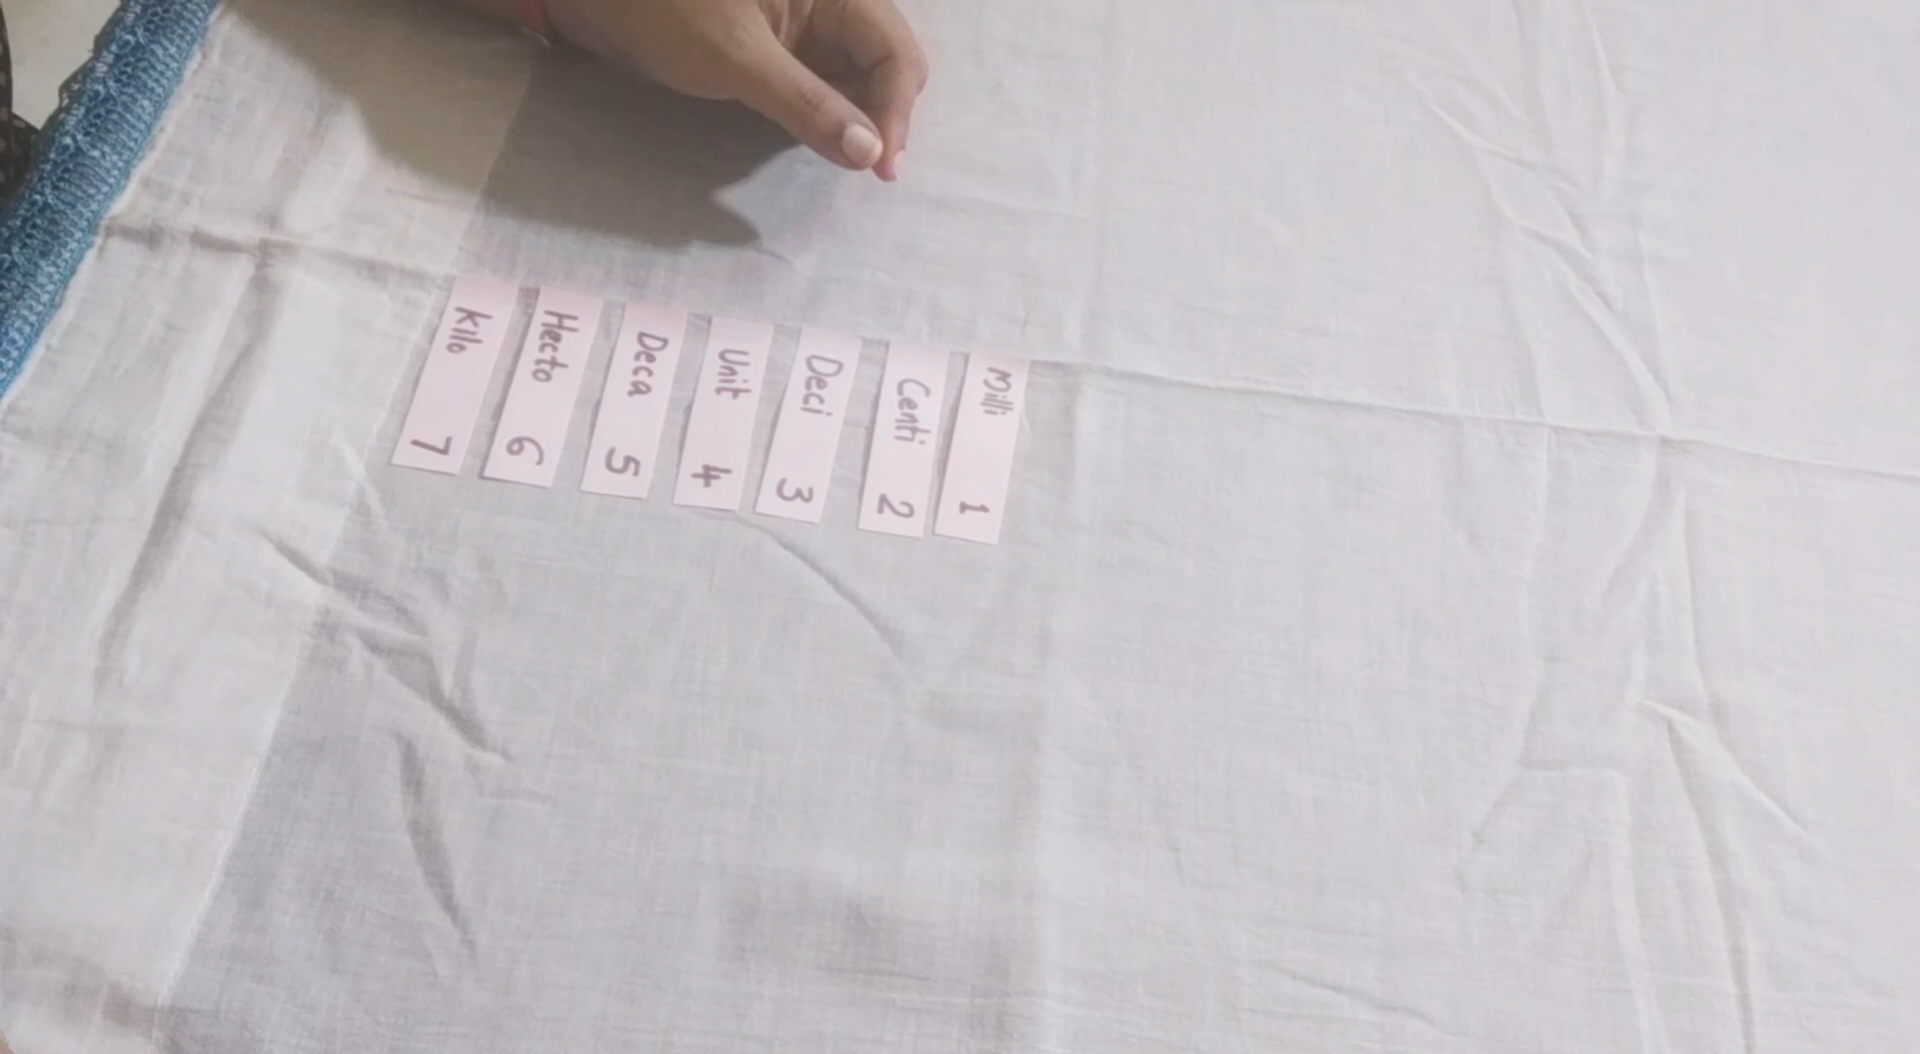 Milli 1
Centi 2
Deci 3
Unit 4
Deca 5
Hecto 6
Kilo 7